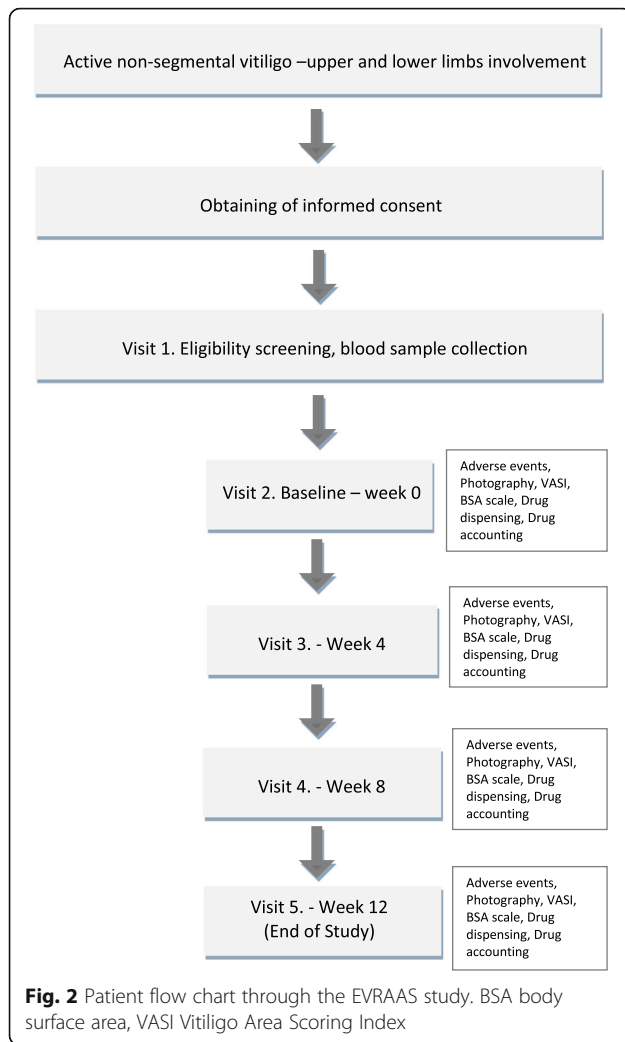 Active non-segmental vitiligo –upper and lower limbs involvement
Obtaining of informed consent
Visit 1. Eligibility screening, blood sample collection
Visit 2. Baseline – week 0
Adverse events,
Photography, VASI,
BSA scale, Drug
dispensing, Drug
accounting
Visit 3. - Week 4
Adverse events,
Photography, VASI,
BSA scale, Drug
dispensing, Drug
accounting
Visit 4. - Week 8
Adverse events,
Photography, VASI,
BSA scale, Drug
dispensing, Drug
accounting
Visit 5. - Week 12
(End of Study)
Adverse events,
Photography, VASI,
BSA scale, Drug
dispensing, Drug
accounting
Fig. 2 Patient flow chart through the EVRAAS study. BSA body
surface area, VASI Vitiligo Area Scoring Index